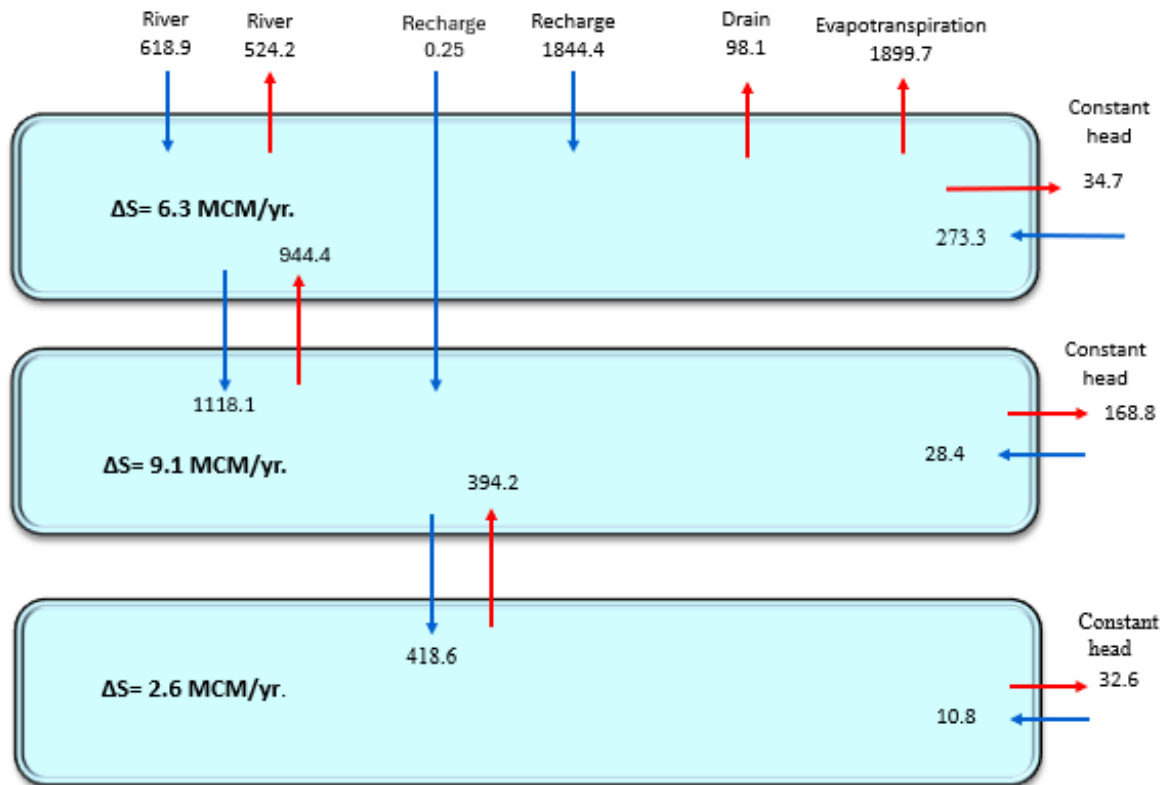 River
618.9
River
524.2
Recharge
0.25
Recharge
1844.4
Drain
98.1
Evapotranspiration
1899.7
Constant
head
34.7
ΔS= 6.3 MCM/yr.
273.3
944.4
Constant
head
168.8
1118.1
ΔS= 9.1 MCM/yr.
28.4
394.2
Constant
head
32.6
418.6
ΔS= 2.6 MCM/yr.
10.8